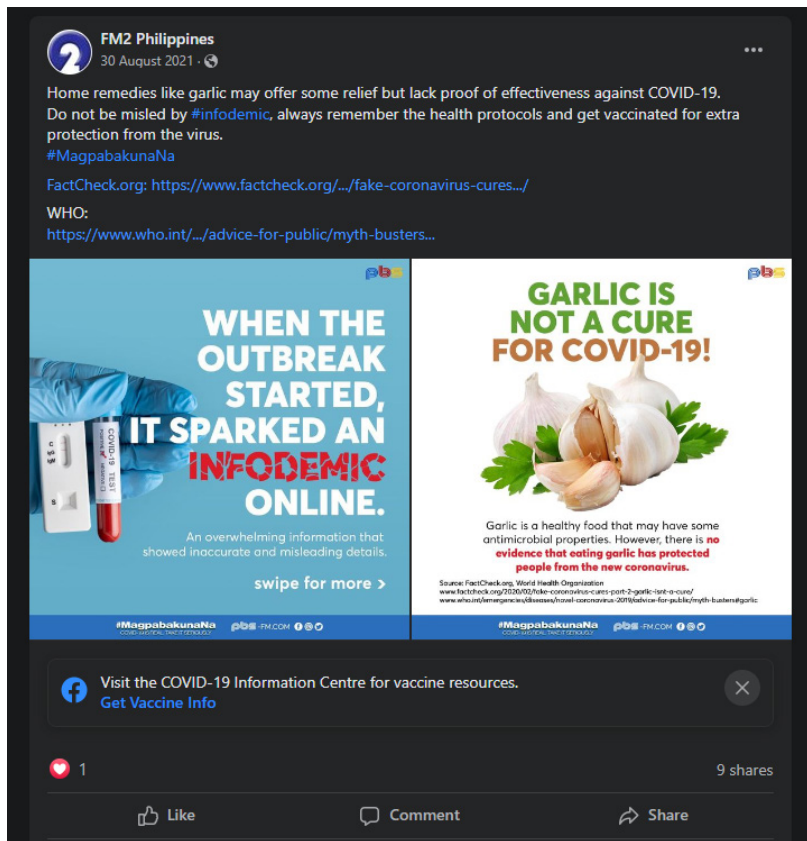 FM2 Philippines
30 August 2021 ·
Home remedies like garlic may offer some relief but lack proof of effectiveness against COVID-19.
Do not be misled by #infodemic, always remember the health protocols and get vaccinated for extra
protection from the virus.
#MagpabakunaNa
FactCheck.org: https://www.factcheck.org/.../fake-coronavirus-cures.../
WHO:
https://www.who.int/.../advice-for-public/myth-busters...
pbs
WHEN THE
OUTBREAK
STARTED,
IT SPARKED AN
INFODEMIC
ONLINE.
An overwhelming information that
showed inaccurate and misleading details.
swipe for more >
COVID-19 TEST
C
S
#MagpabakunaNa
pbs-FM.COM
pbs
GARLIC IS
NOT A CURE
FOR COVID-19!
Garlic is a healthy food that may have some
antimicrobial properties. However, there is no
evidence that eating garlic has protected
people from the new coronavirus.
Source: FactCheck.org, World Health Organization
www.factcheck.org/2020/02/fake-coronavirus-cures-part-2-garlic-isnt-a-cure/
www.who.int/emergencies/diseases/novel-coronavirus-2019/advice-for-public/myth-busters#garlic
#MagpabakunaNa
pbs-FM.COM
Visit the COVID-19 Information Centre for vaccine resources.
Get Vaccine Info
1
9 shares
Like
Comment
Share